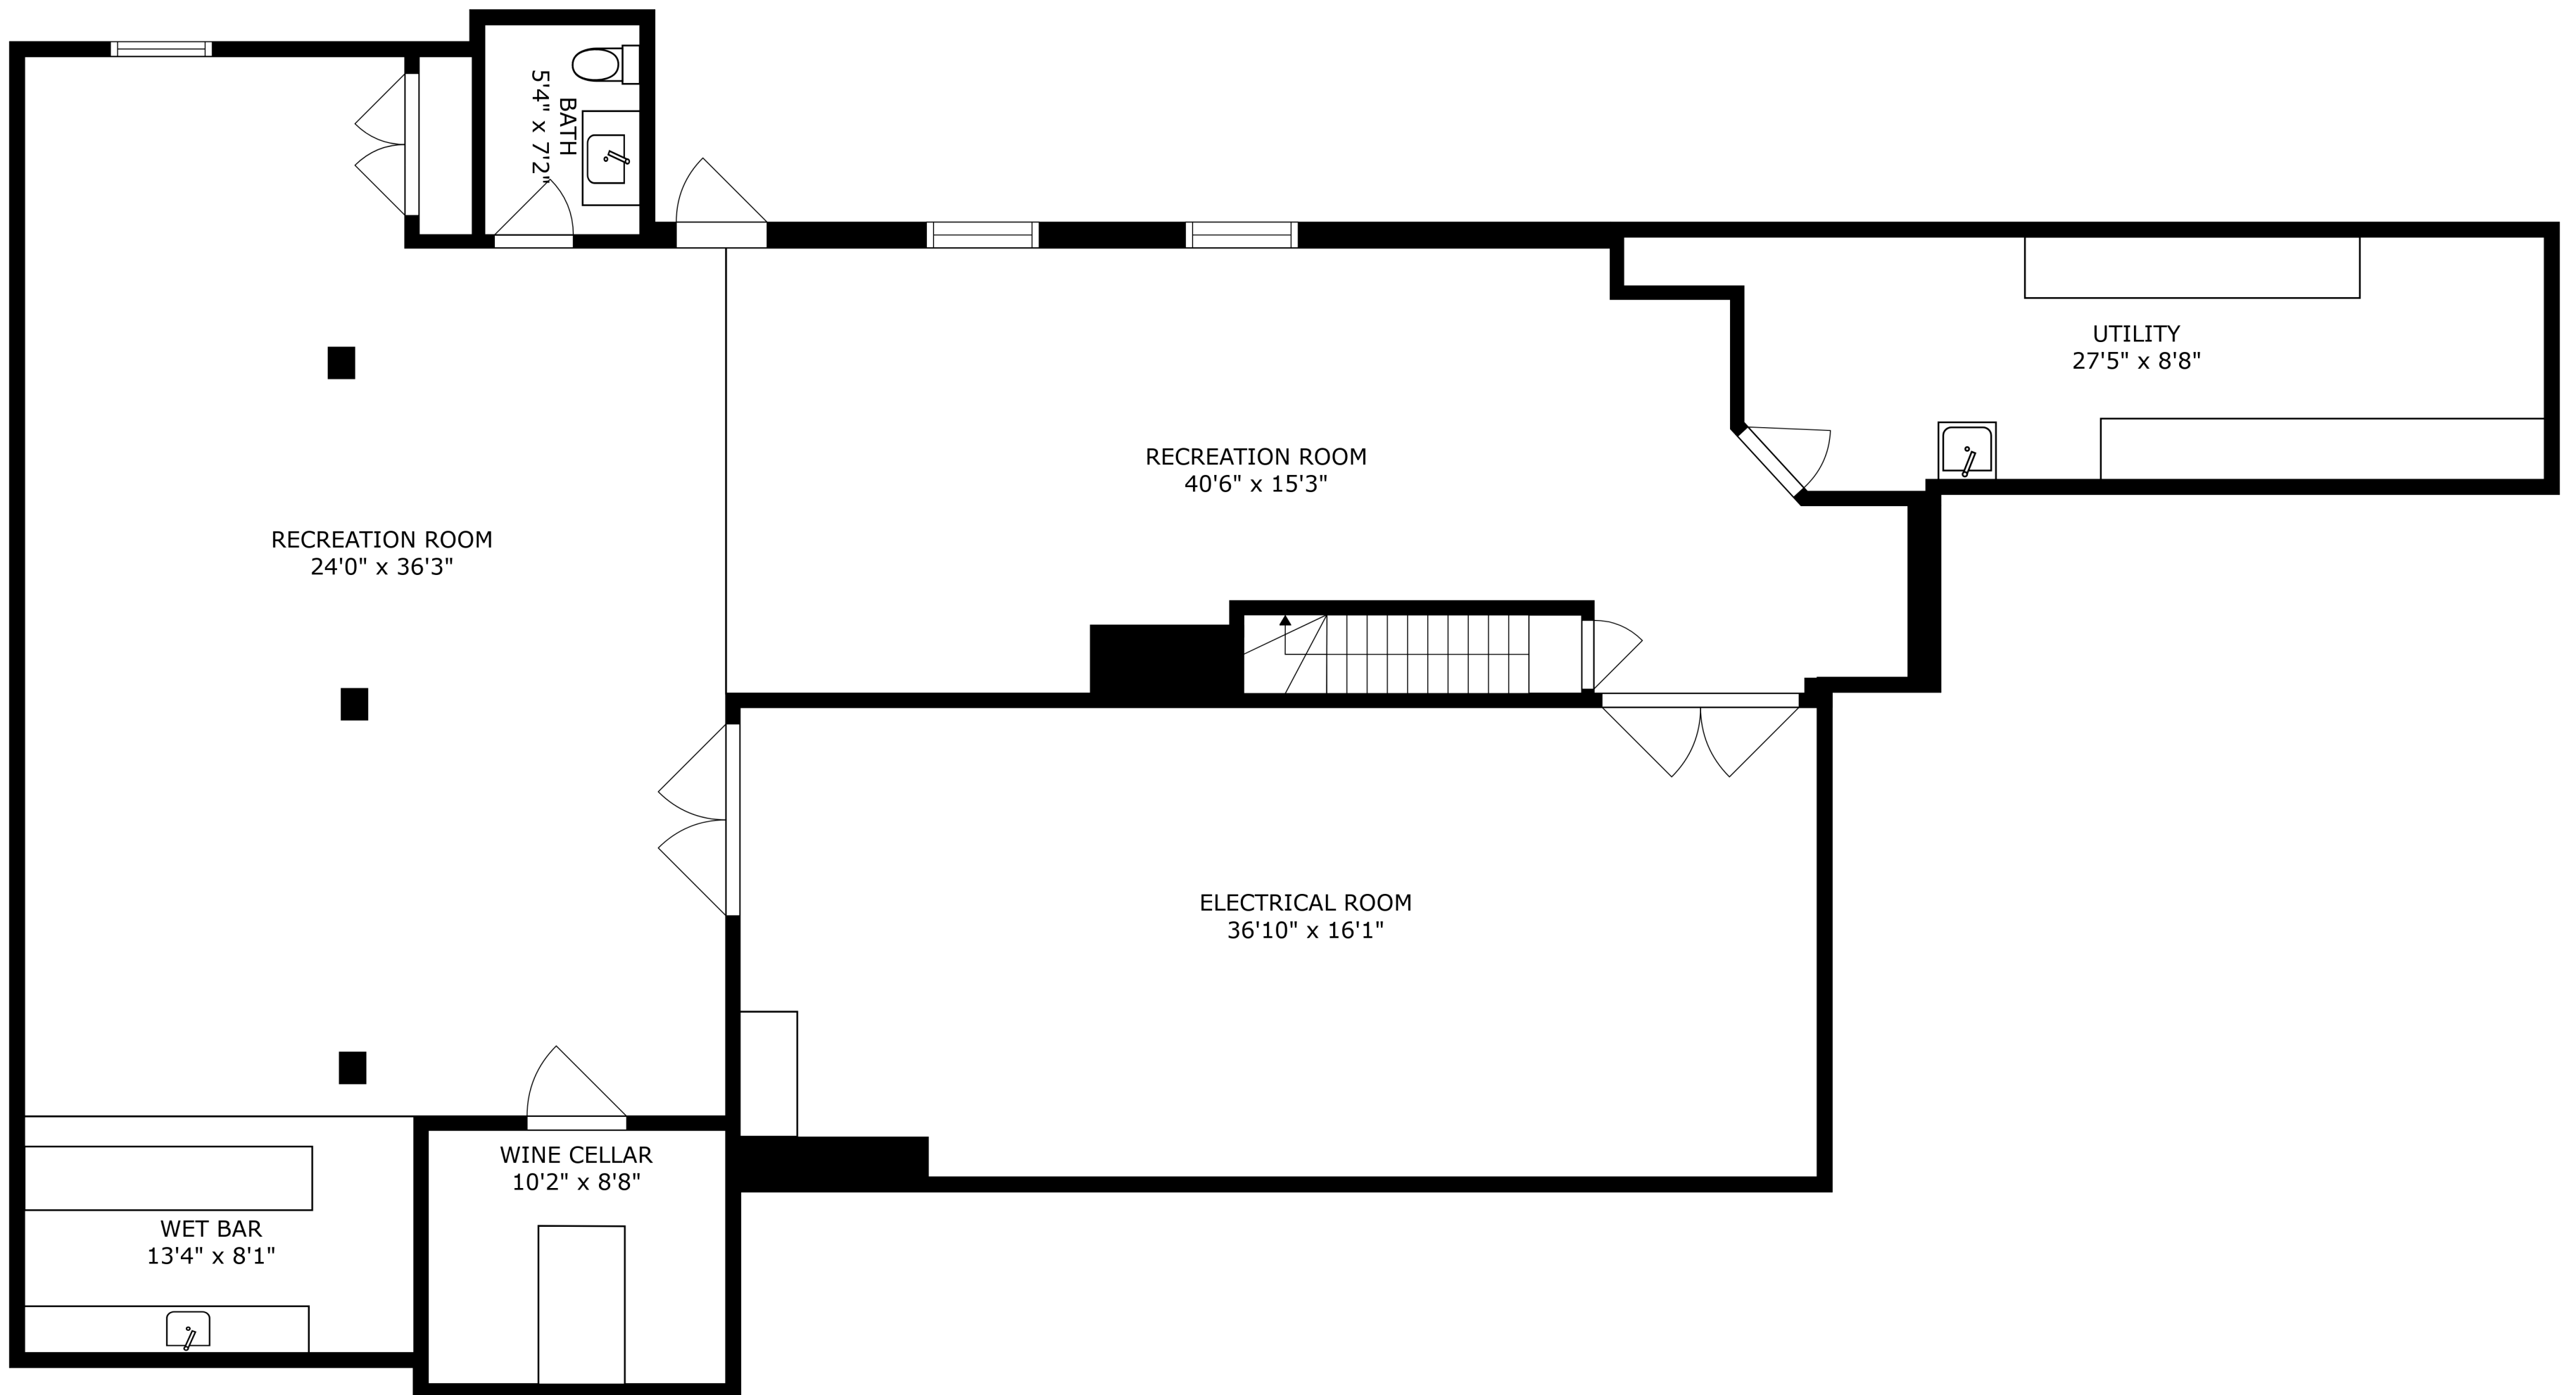 BATH
5'4" x 7'2"
UTILITY
27'5" x 8'8"
RECREATION ROOM
40'6" x 15'3"
RECREATION ROOM
24'0" x 36'3"
ELECTRICAL ROOM
36'10" x 16'1"
WINE CELLAR
10'2" x 8'8"
WET BAR
13'4" x 8'1"